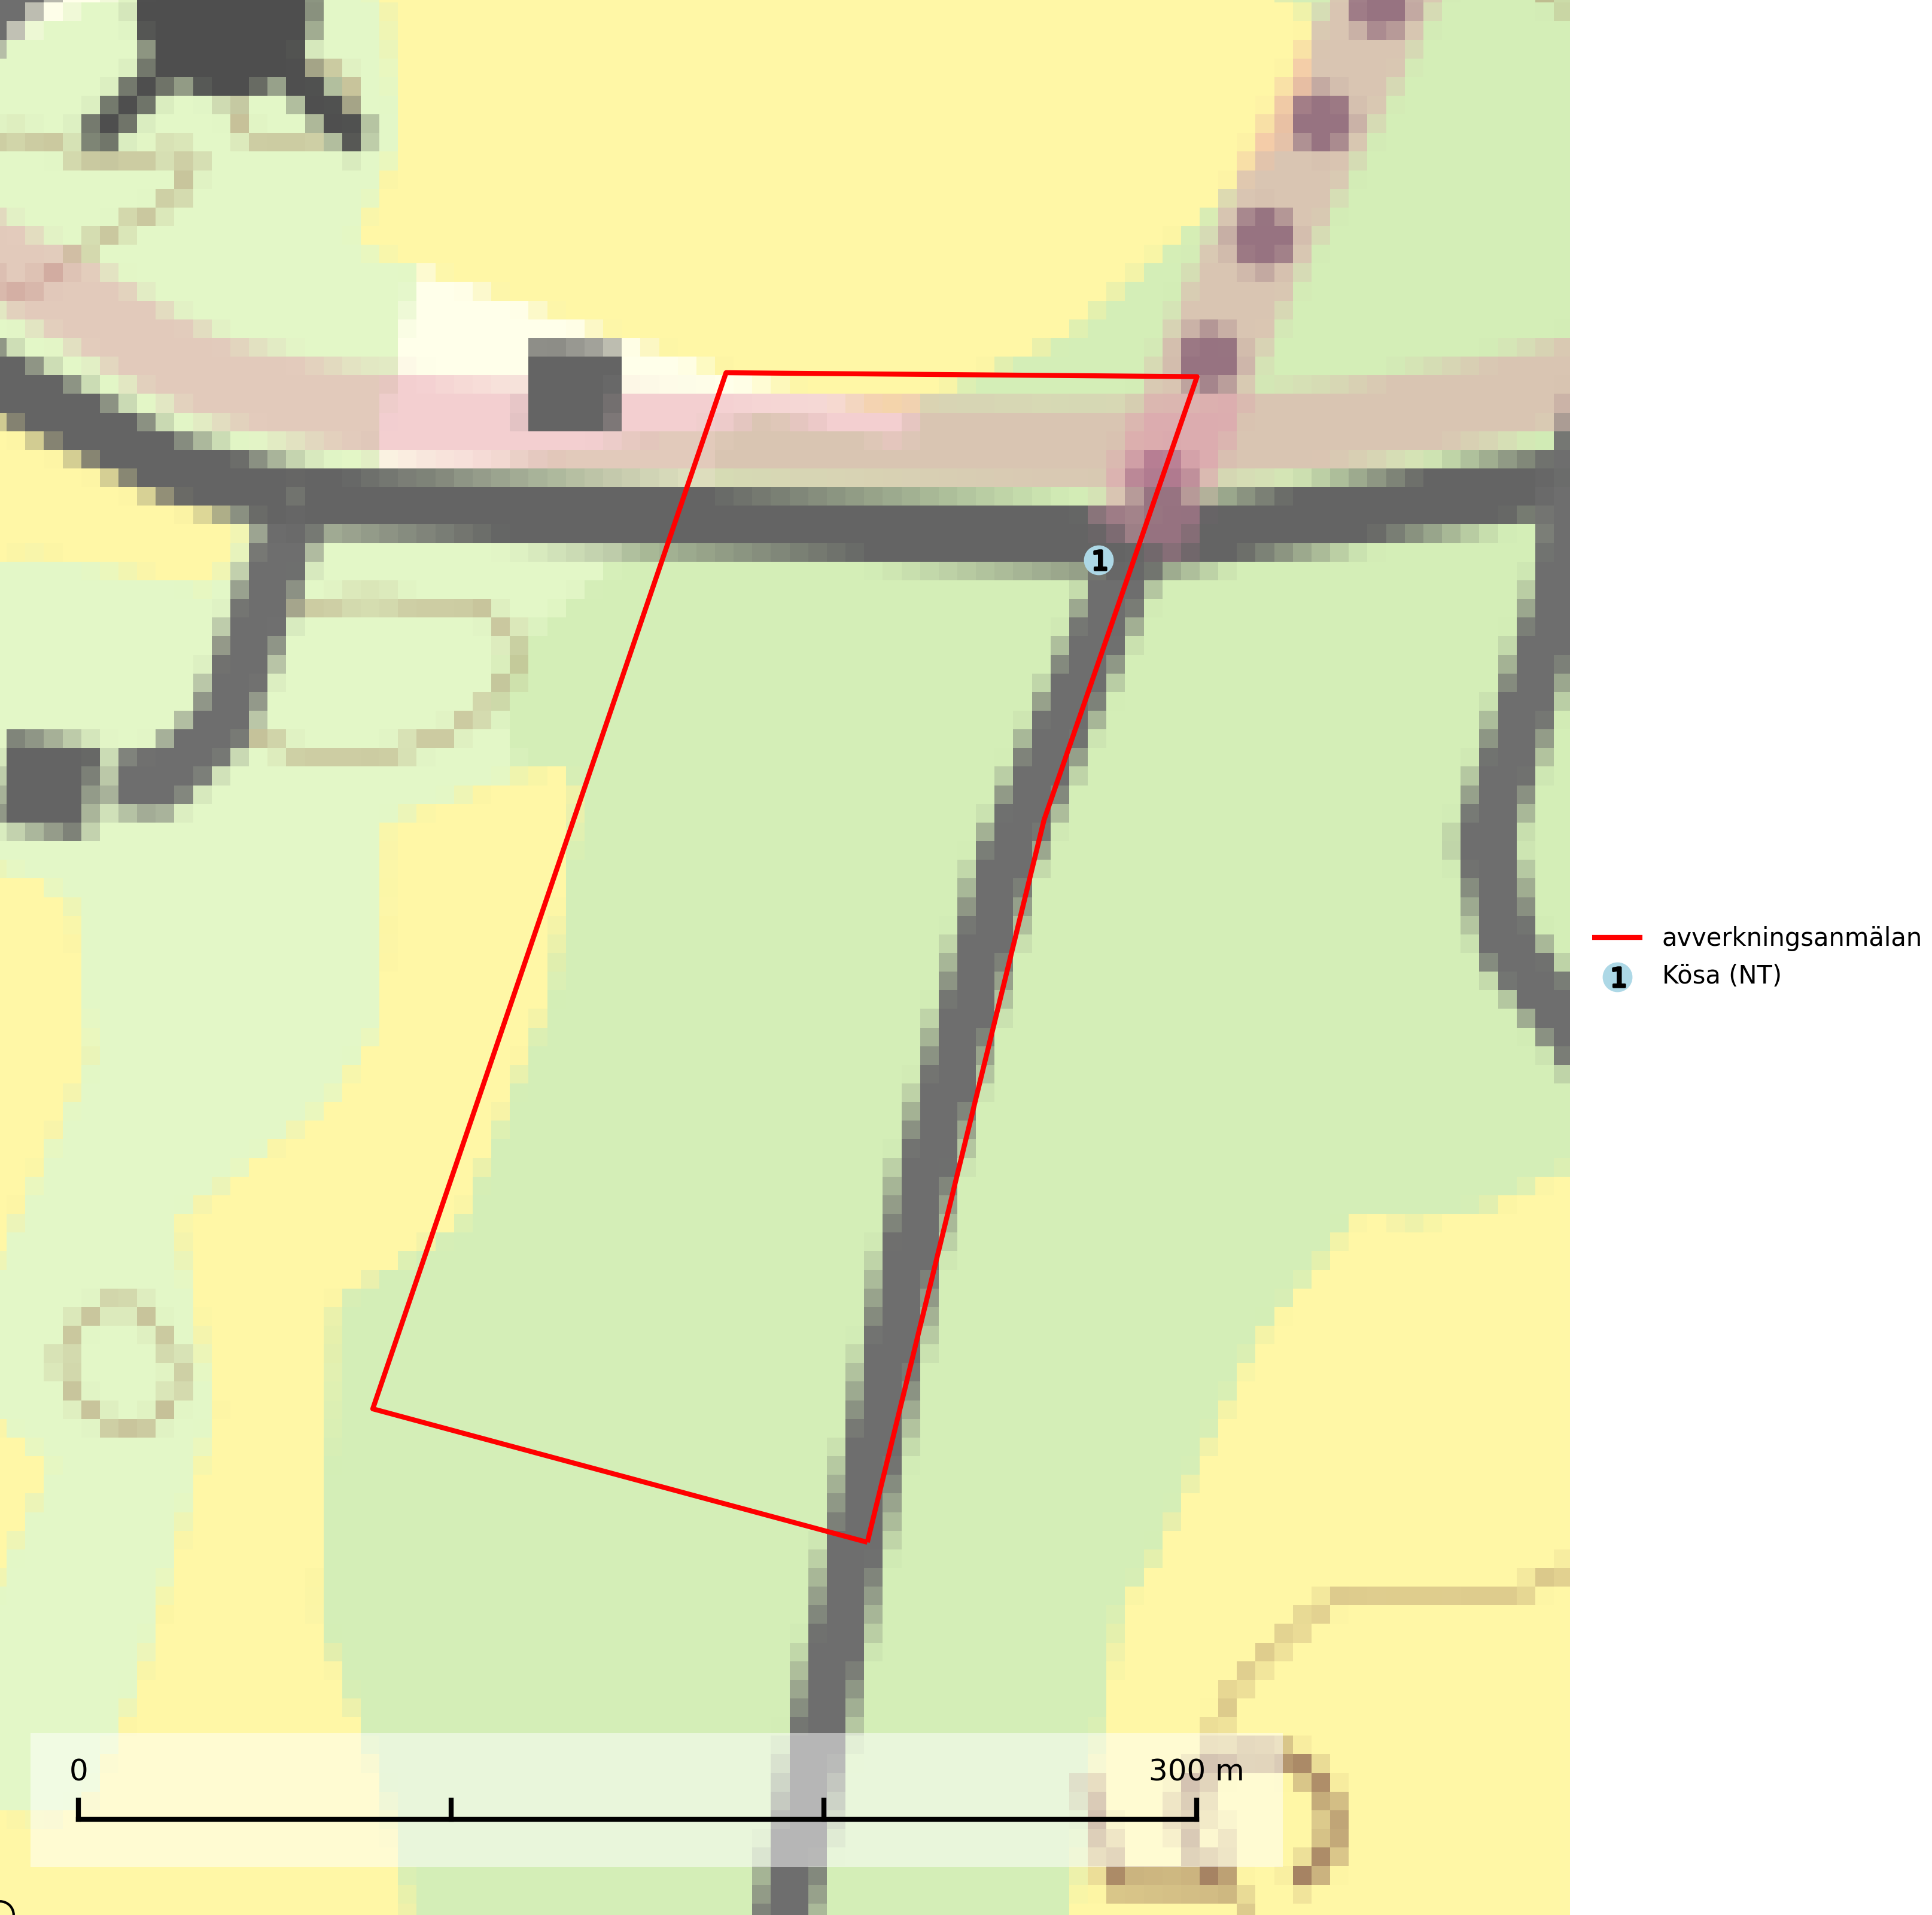 1
avverkningsanmälan
1 Kösa (NT)
0 300 m